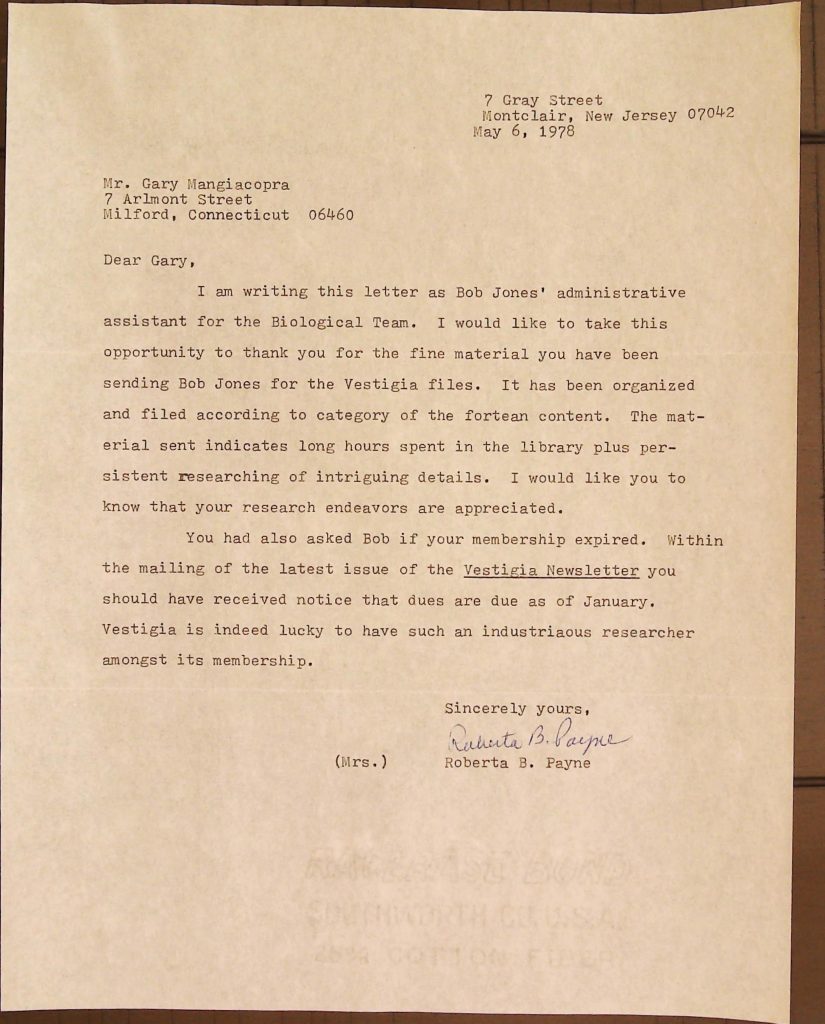 7 Gray Street
Montclair, New Jersey 07042
May 6, 1978
Mr. Gary Mangiacopra
7 Arlmont Street
Milford, Connecticut 06460
Dear Gary,
I am writing this letter as Bob Jones' administrative
assistant for the Biological Team. I would like to take this
opportunity to thank you for the fine material you have been
sending Bob Jones for the Vestigia files. It has been organized
and filed according to category of the fortean content. The mat-
erial sent indicates long hours spent in the library plus per-
sistent researching of intriguing details. I would like you to
know that your research endeavors are appreciated.
You had also asked Bob if your membership expired. Within
the mailing of the latest issue of the Vestigia Newsletter you
should have received notice that dues are due as of January.
Vestigia is indeed lucky to have such an industriaous researcher
amongst its membership.
Sincerely yours,
Roberta B. Payne
(Mrs.) Roberta B. Payne